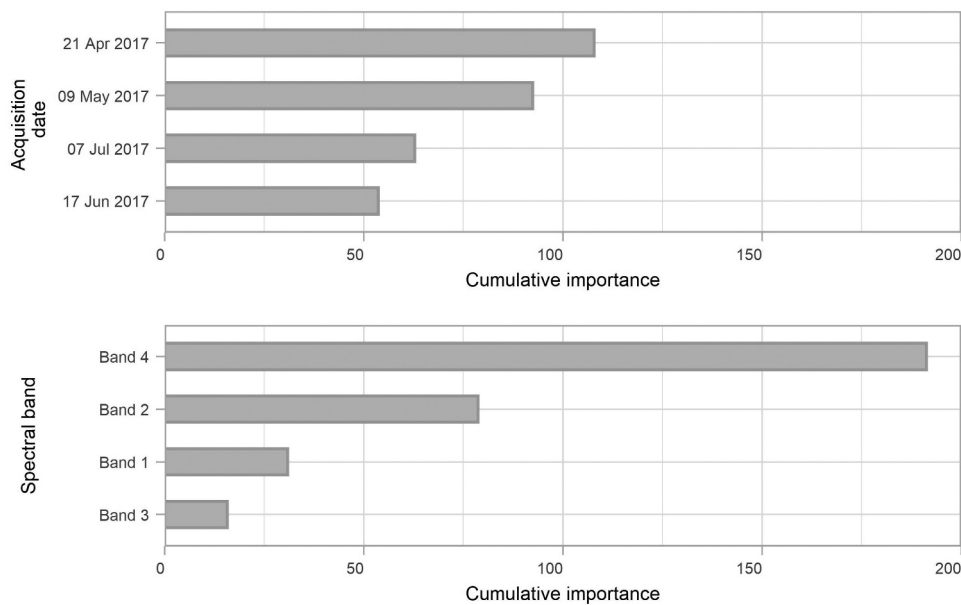 Acquisition
date
21 Apr 2017
09 May 2017
07 Jul 2017
17 Jun 2017
0 50 100 150 200
Cumulative importance
Spectral band
Band 4
Band 2
Band 1
Band 3
0 50 100 150 200
Cumulative importance